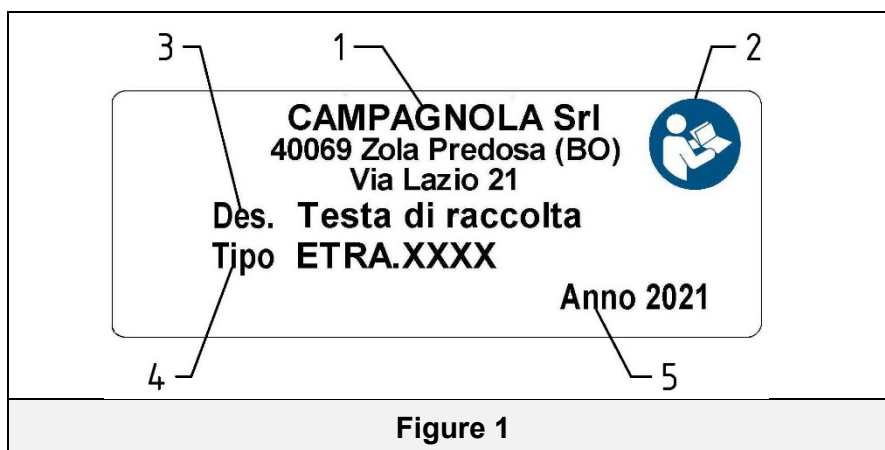 3 1 2
CAMPAGNOLA Srl
40069 Zola Predosa (BO)
Via Lazio 21
Des. Testa di raccolta
Tipo ETRA.XXXX
Anno 2021
4 5
Figure 1